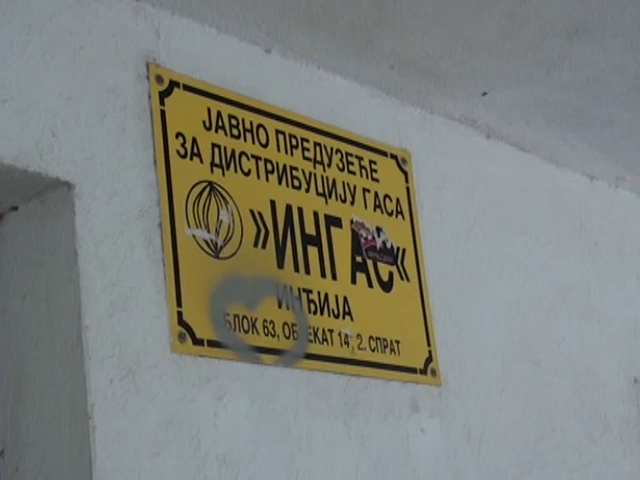 ЈАВНО ПРЕДУЗЕЋЕ
ЗА ДИСТРИБУЦИЈУ ГАСА
»ИНГАС«
ИНЂИЈА
БЛОК 63, ОБЈЕКАТ 14, 2. СПРАТ